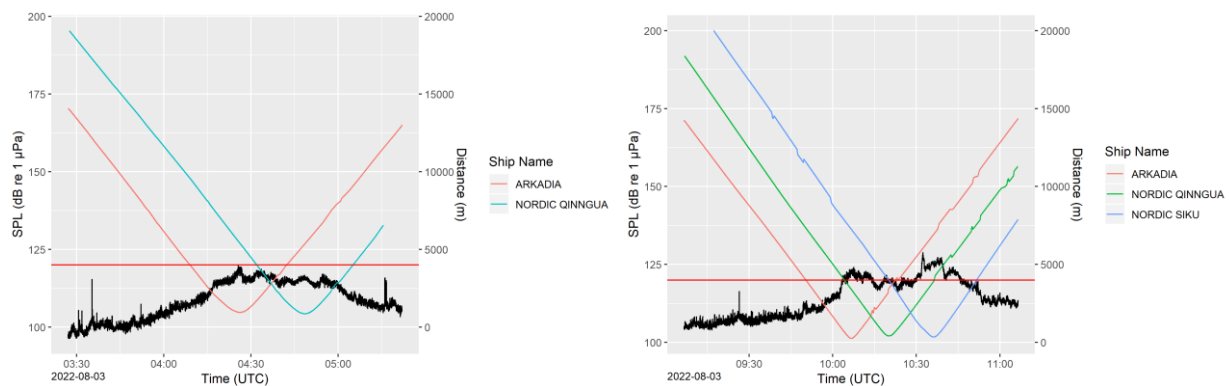 200
175
150
125
100
SPL (dB re 1 µPa)
20000
15000
10000
5000
0
Distance (m)
03:30
04:00
04:30
05:00
2022-08-03
Time (UTC)
Ship Name
ARKADIA
NORDIC QINNGUA
200
175
150
125
100
SPL (dB re 1 µPa)
20000
15000
10000
5000
0
Distance (m)
09:30
10:00
10:30
11:00
2022-08-03
Time (UTC)
Ship Name
ARKADIA
NORDIC QINNGUA
NORDIC SIKU